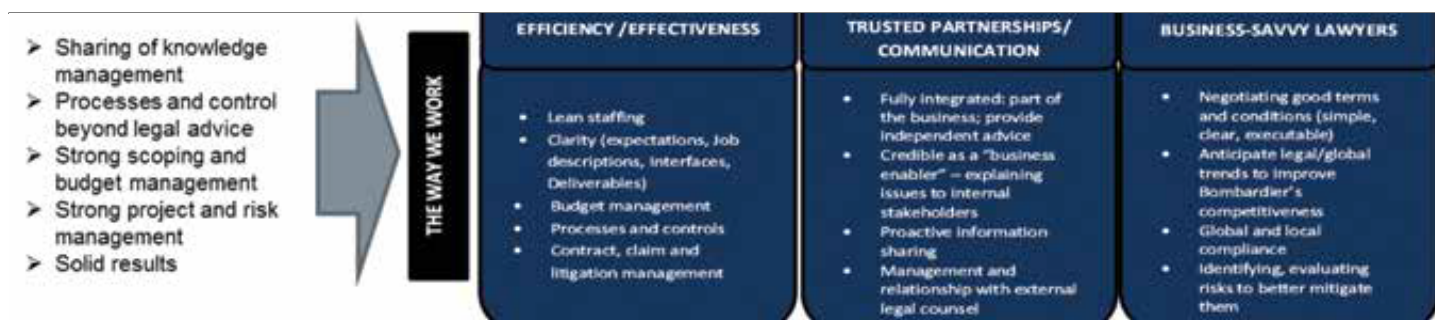 ➤ Sharing of knowledge
management
➤ Processes and control
beyond legal advice
➤ Strong scoping and
budget management
➤ Strong project and risk
management
➤ Solid results
THE WAY WE WORK
EFFICIENCY /EFFECTIVENESS
• Lean staffing
• Clarity (expectations, Job
descriptions, Interfaces,
Deliverables)
• Budget management
• Processes and controls
• Contract, claim and
litigation management
TRUSTED PARTNERSHIPS/
COMMUNICATION
• Fully integrated: part of
the business; provide
independent advice
• Credible as a "business
enabler" – explaining
issues to internal
stakeholders
• Proactive information
sharing
• Management and
relationship with external
legal counsel
BUSINESS-SAVVY LAWYERS
• Negotiating good terms
and conditions (simple,
clear, executable)
• Anticipate legal/global
trends to improve
Bombardier's
competitiveness
• Global and local
compliance
• Identifying, evaluating
risks to better mitigate
them